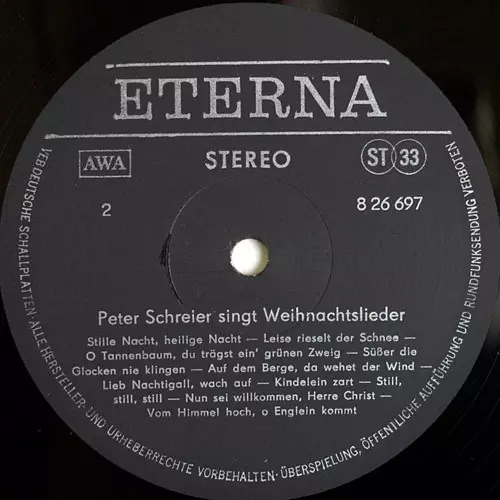 ETERNA
AWA
STEREO
ST 33
2
8 26 697
Peter Schreier singt Weihnachtslieder
Stille Nacht, heilige Nacht — Leise rieselt der Schnee —
O Tannenbaum, du trägst ein' grünen Zweig — Süßer die
Glocken nie klingen — Auf dem Berge, da wehet der Wind —
Lieb Nachtigall, wach auf — Kindelein zart — Still,
still, still — Nun sei willkommen, Herre Christ —
Vom Himmel hoch, o Englein kommt
VEB DEUTSCHE SCHALLPLATTEN · ALLE HERSTELLER- UND URHEBERRECHTE VORBEHALTEN · ÜBERSPIELUNG, ÖFFENTLICHE AUFFÜHRUNG UND RUNDFUNKSENDUNG VERBOTEN